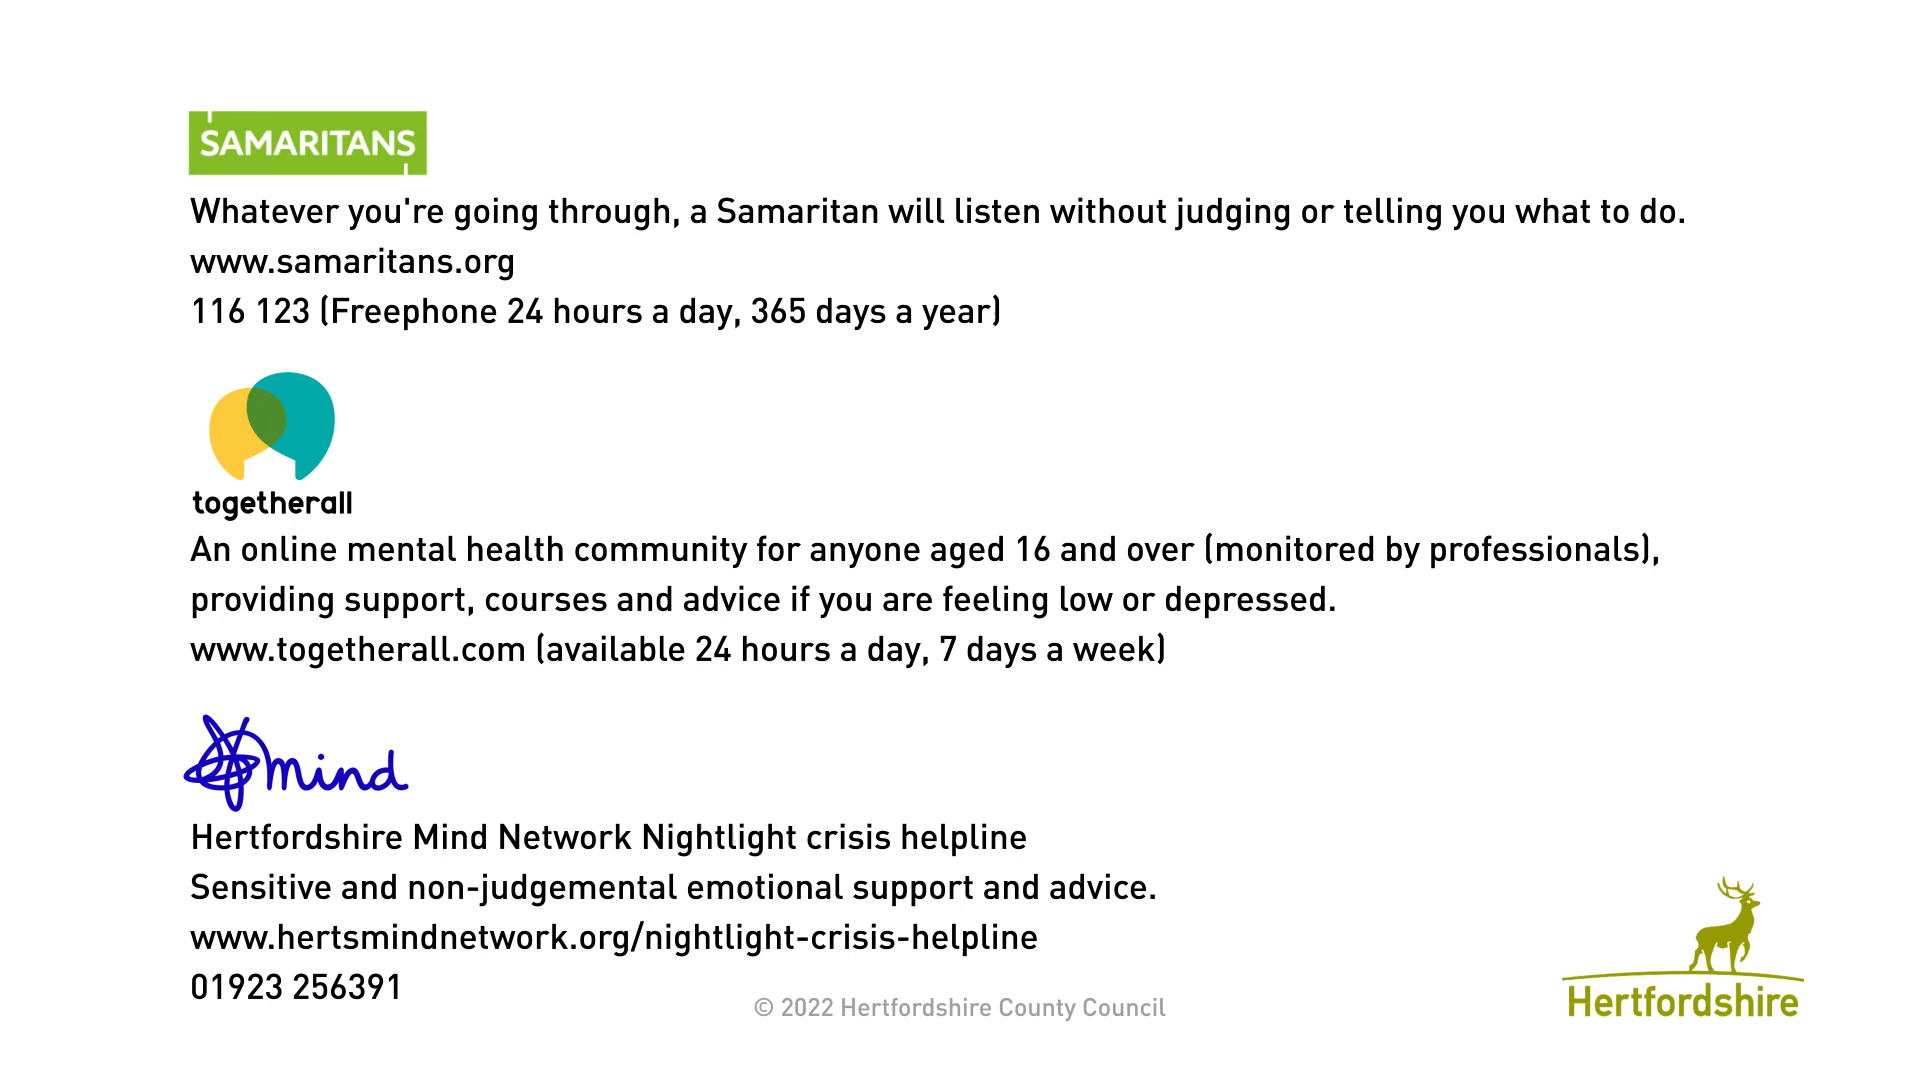 SAMARITANS
Whatever you're going through, a Samaritan will listen without judging or telling you what to do.
www.samaritans.org
116 123 (Freephone 24 hours a day, 365 days a year)
togetherall
An online mental health community for anyone aged 16 and over (monitored by professionals),
providing support, courses and advice if you are feeling low or depressed.
www.togetherall.com (available 24 hours a day, 7 days a week)
mind
Hertfordshire Mind Network Nightlight crisis helpline
Sensitive and non-judgemental emotional support and advice.
www.hertsmindnetwork.org/nightlight-crisis-helpline
01923 256391
© 2022 Hertfordshire County Council
Hertfordshire